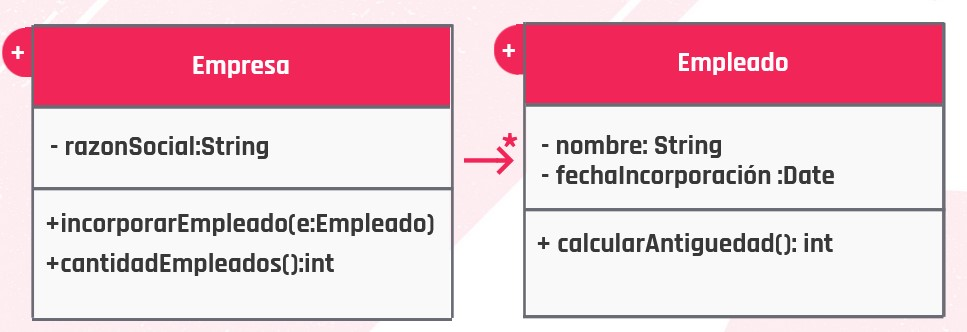 +
Empresa
- razonSocial:String
+incorporarEmpleado(e:Empleado)
+cantidadEmpleados():int
*
+
Empleado
- nombre: String
- fechaIncorporación :Date
+ calcularAntiguedad(): int